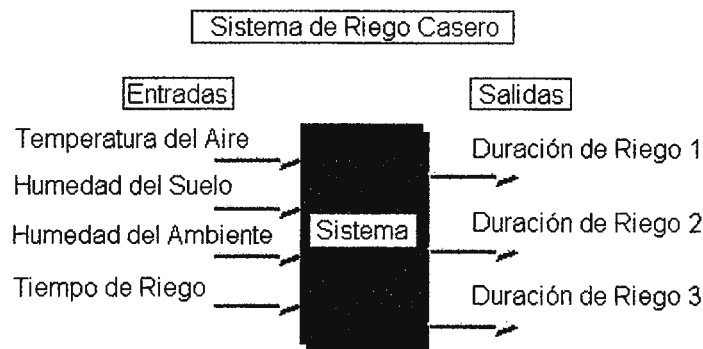 Sistema de Riego Casero
Entradas
Salidas
Temperatura del Aire
Humedad del Suelo
Humedad del Ambiente
Tiempo de Riego
Sistema
Duración de Riego 1
Duración de Riego 2
Duración de Riego 3